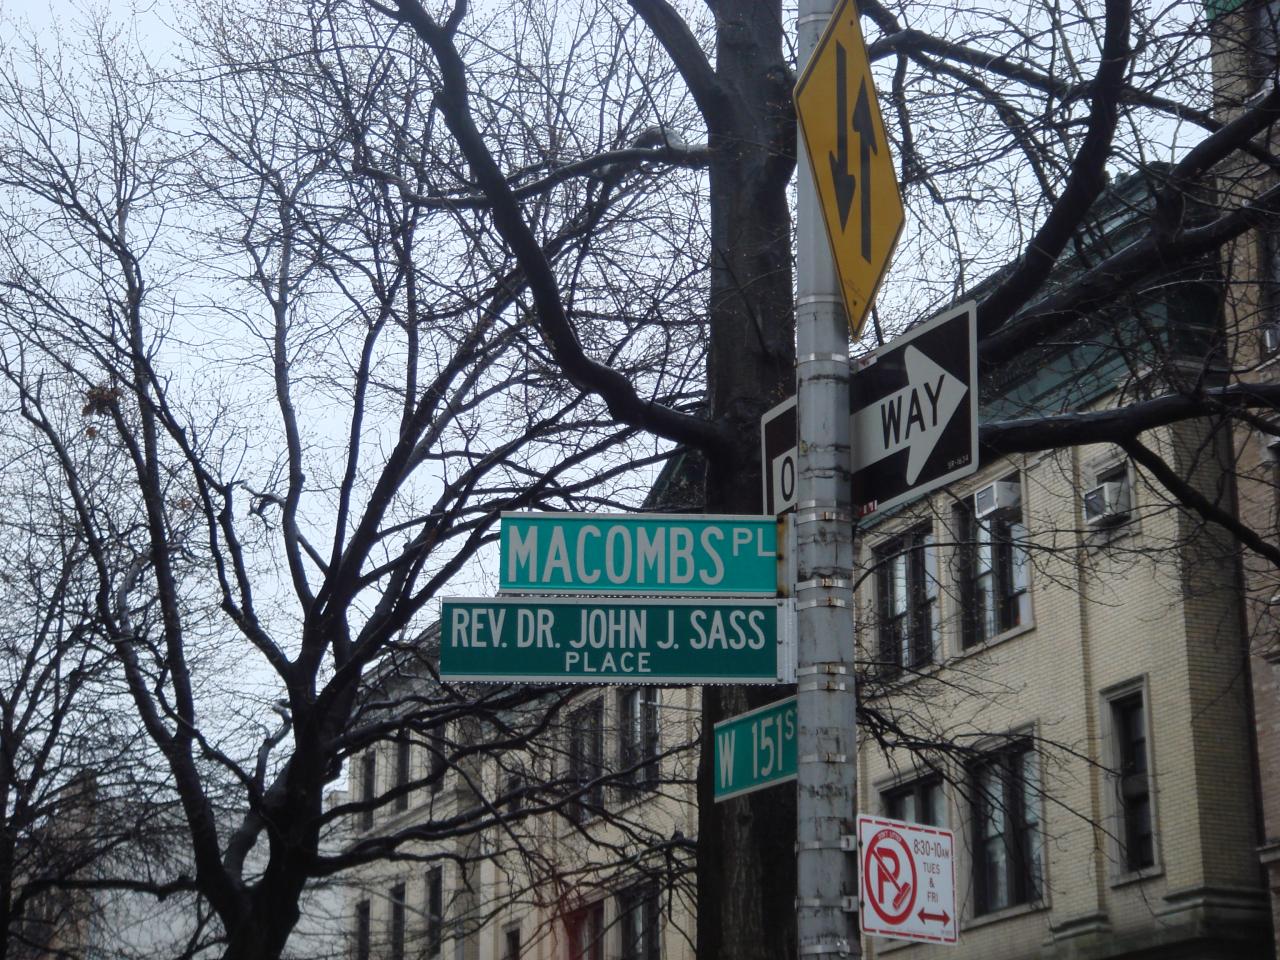 WAY
MACOMBS PL
REV. DR. JOHN J. SASS
PLACE
W 151 ST
8:30-10AM
TUES
&
FRI